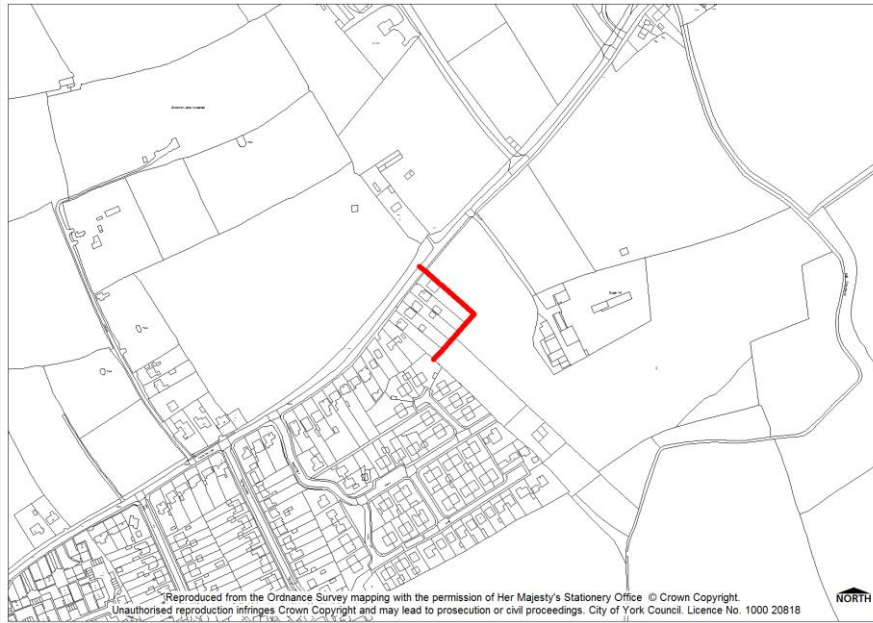 Reproduced from the Ordnance Survey mapping with the permission of Her Majesty's Stationery Office © Crown Copyright.
Unauthorised reproduction infringes Crown Copyright and may lead to prosecution or civil proceedings. City of York Council. Licence No. 1000 20818
NORTH